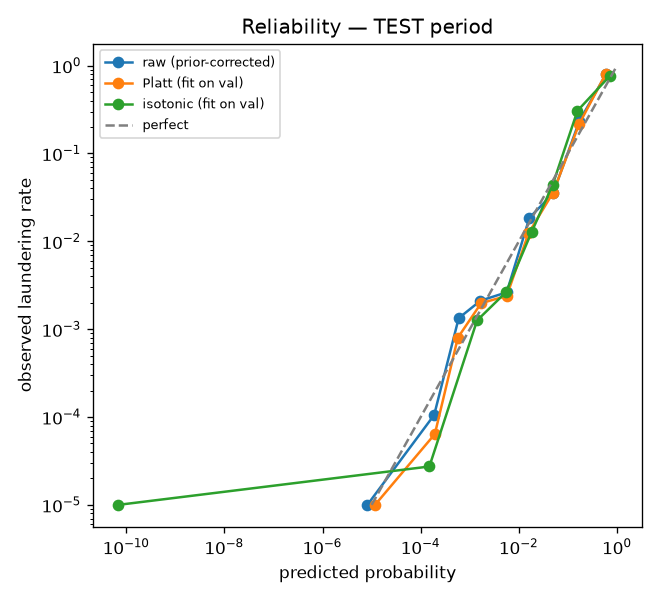 Reliability — TEST period
raw (prior-corrected)
Platt (fit on val)
isotonic (fit on val)
perfect
observed laundering rate
10⁰
10⁻¹
10⁻²
10⁻³
10⁻⁴
10⁻⁵
10⁻¹⁰
10⁻⁸
10⁻⁶
10⁻⁴
10⁻²
10⁰
predicted probability